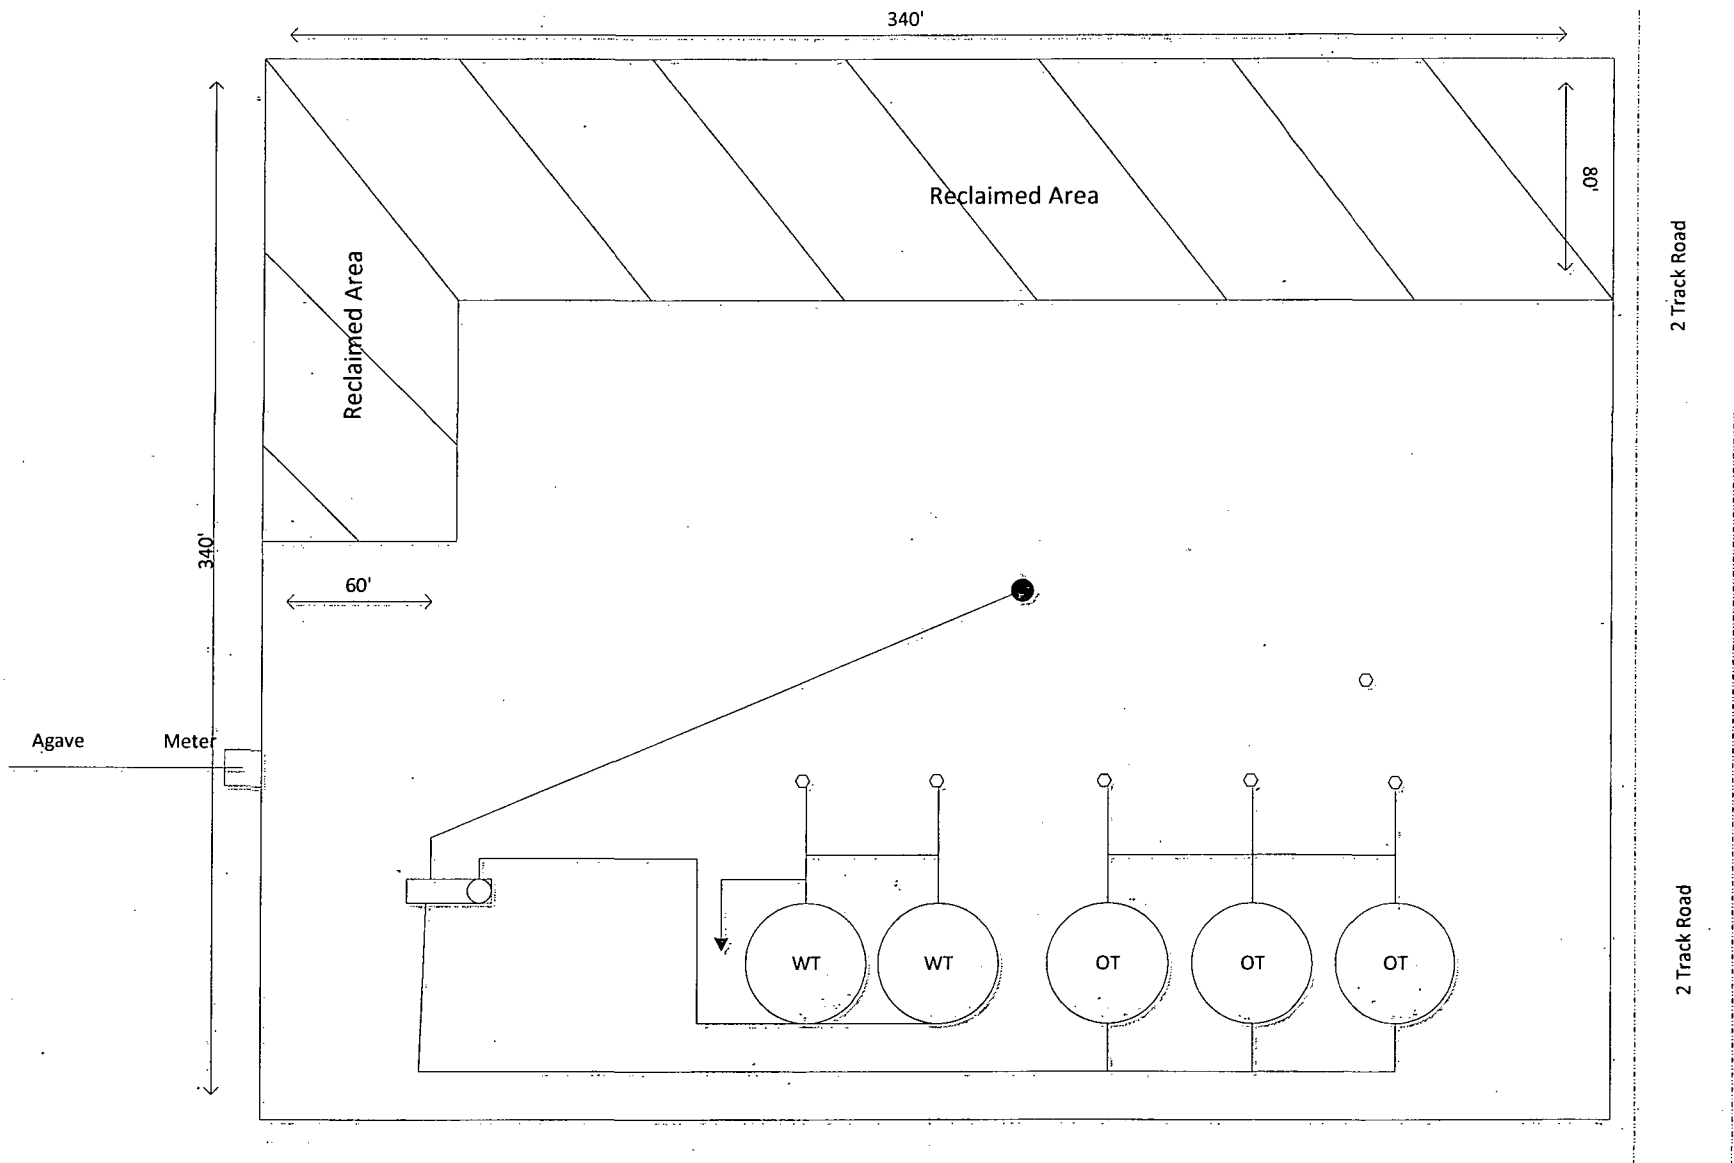 340'
Reclaimed Area
80'
2 Track Road
Reclaimed Area
340'
60'
Agave
Meter
WT
WT
OT
OT
OT
2 Track Road